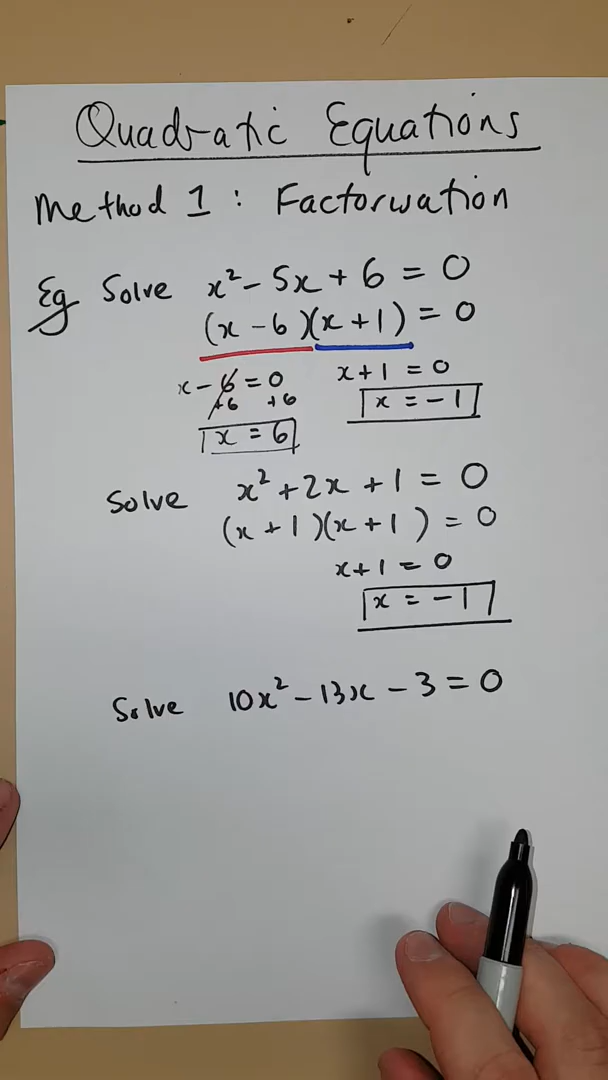 Quadratic Equations
Method 1 : Factorisation
Eg Solve x² - 5x + 6 = 0
(x - 6)(x + 1) = 0
x - 6 = 0 x + 1 = 0
+6 +6 x = -1
x = 6
Solve x² + 2x + 1 = 0
(x + 1)(x + 1) = 0
x + 1 = 0
x = -1
Solve 10x² - 13x - 3 = 0